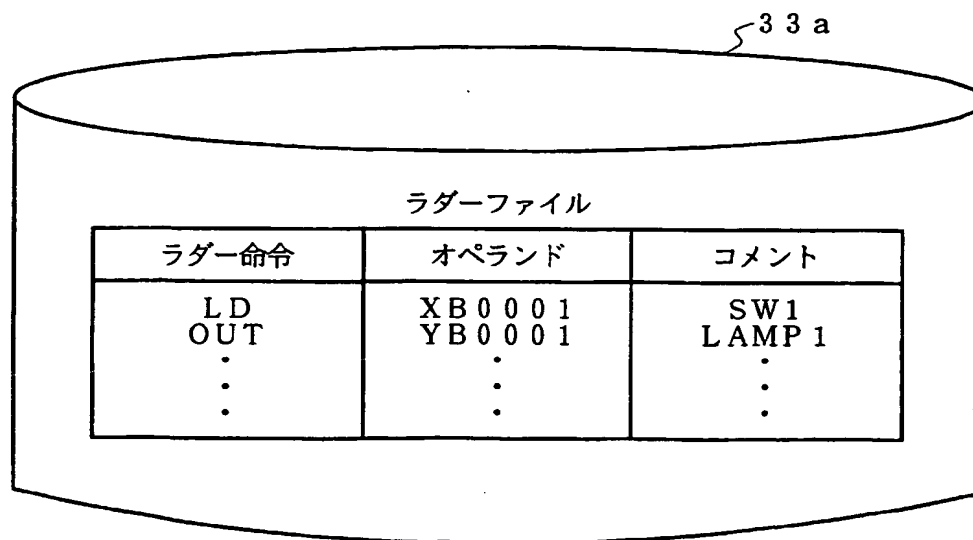 33a
ラダーファイル
ラダー命令 オペランド コメント
LD XB0001 SW1
OUT YB0001 LAMP1